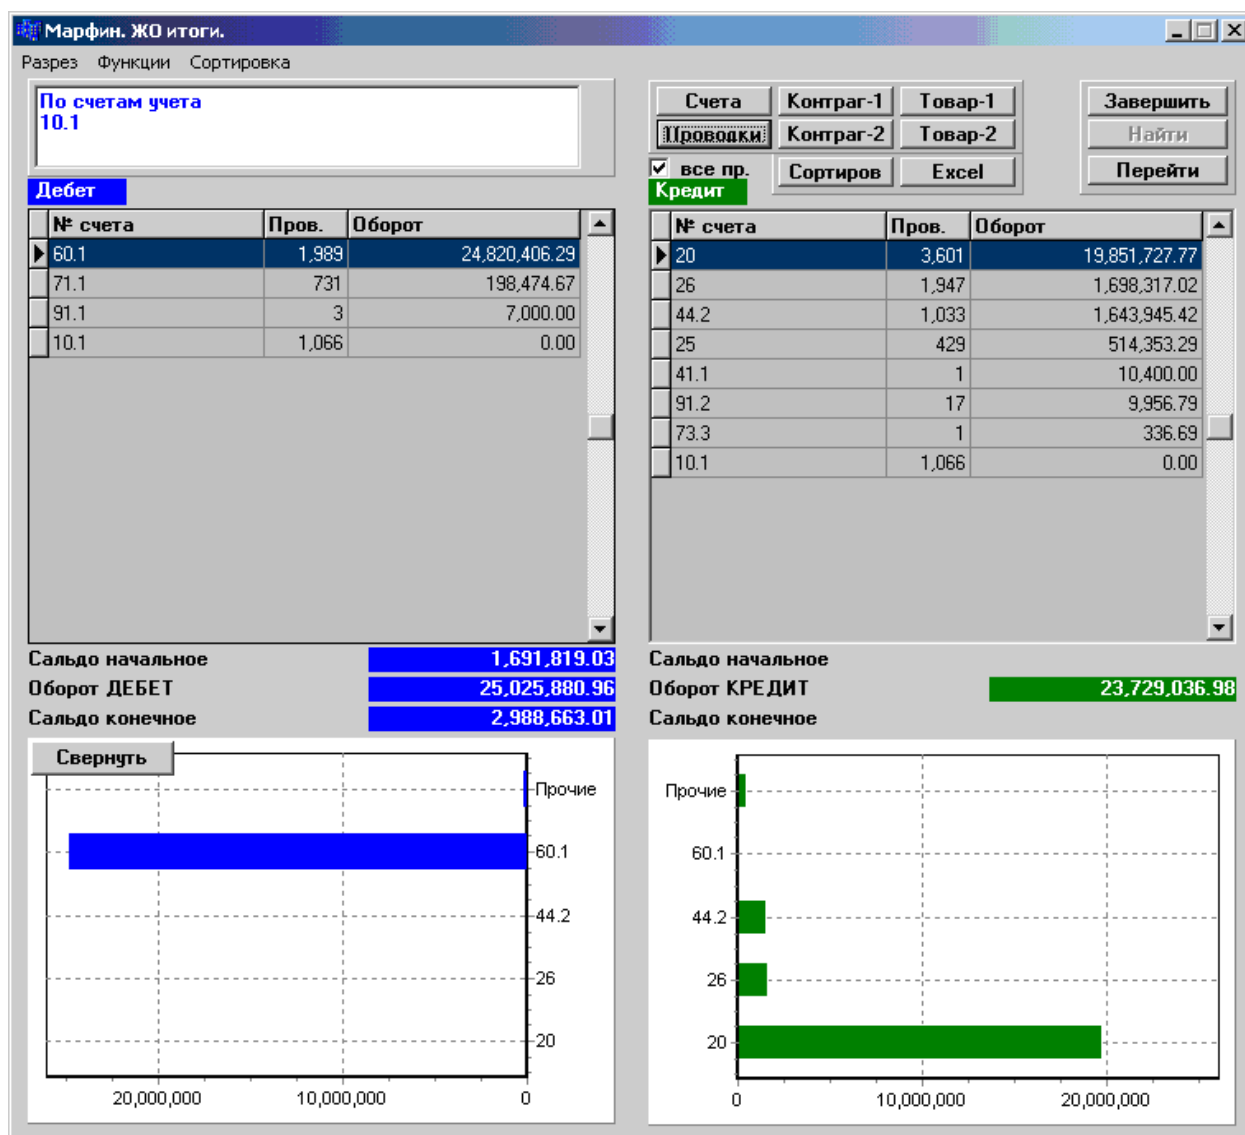 Марфин. ЖО итоги.
Разрез Функции Сортировка
По счетам учета
10.1
Счета Контраг-1 Товар-1
Проводки Контраг-2 Товар-2
все пр. Сортиров Excel
Завершить
Найти
Перейти
Дебет
№ счета Пров. Оборот
60.1 1,989 24,820,406.29
71.1 731 198,474.67
91.1 3 7,000.00
10.1 1,066 0.00
Кредит
№ счета Пров. Оборот
20 3,601 19,851,727.77
26 1,947 1,698,317.02
44.2 1,033 1,643,945.42
25 429 514,353.29
41.1 1 10,400.00
91.2 17 9,956.79
73.3 1 336.69
10.1 1,066 0.00
Сальдо начальное 1,691,819.03
Оборот ДЕБЕТ 25,025,880.96
Сальдо конечное 2,988,663.01
Сальдо начальное
Оборот КРЕДИТ 23,729,036.98
Сальдо конечное
Свернуть
Прочие
60.1
44.2
26
20
20,000,000 10,000,000 0
Прочие
60.1
44.2
26
20
0 10,000,000 20,000,000